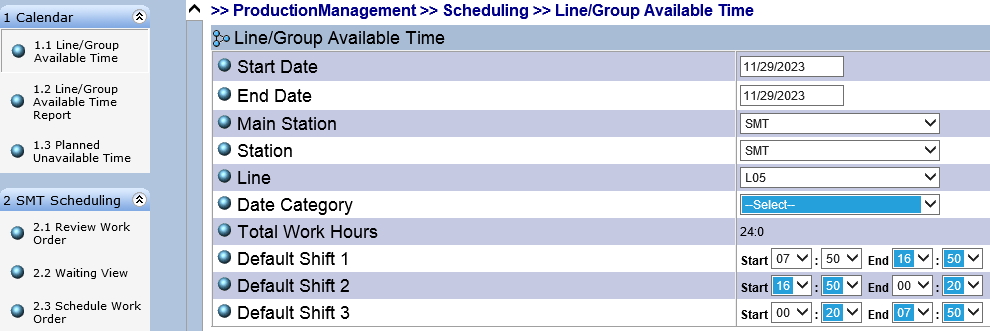 1 Calendar
1.1 Line/Group
Available Time
1.2 Line/Group
Available Time
Report
1.3 Planned
Unavailable Time
2 SMT Scheduling
2.1 Review Work
Order
2.2 Waiting View
2.3 Schedule Work
Order
>> ProductionManagement >> Scheduling >> Line/Group Available Time
Line/Group Available Time
Start Date 11/29/2023
End Date 11/29/2023
Main Station SMT
Station SMT
Line L05
Date Category --Select--
Total Work Hours 24:0
Default Shift 1 Start 07 : 50 End 16 : 50
Default Shift 2 Start 16 : 50 End 00 : 20
Default Shift 3 Start 00 : 20 End 07 : 50